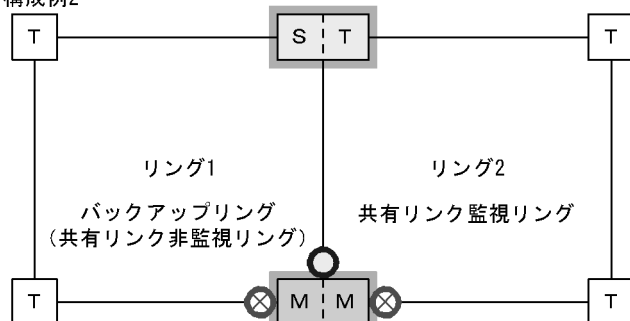 構成例2
T
S T
T
リング1
バックアップリング
(共有リンク非監視リング)
リング2
共有リンク監視リング
T
M M
T